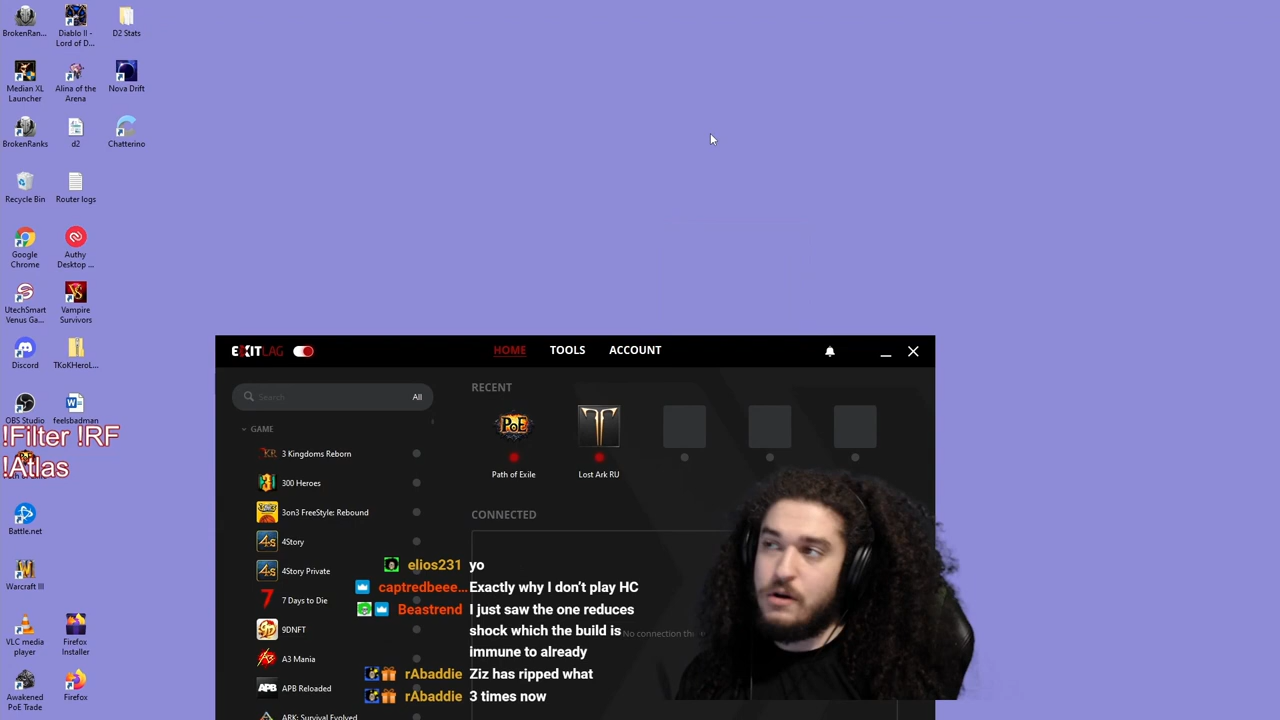 BrokenRan...
Diablo II -
Lord of D...
D2 Stats
Median XL
Launcher
Alina of the
Arena
Nova Drift
BrokenRanks
d2
Chatterino
Recycle Bin
Router logs
Google
Chrome
Authy
Desktop ...
UtechSmart
Venus Ga...
Vampire
Survivors
Discord
TKoKHeroL...
OBS Studio
feelsbadman
!Filter !RF
!Atlas
Battle.net
Warcraft III
VLC media
player
Firefox
Installer
Awakened
PoE Trade
Firefox
EXITLAG
HOME
TOOLS
ACCOUNT
Search
All
GAME
3 Kingdoms Reborn
300 Heroes
3on3 FreeStyle: Rebound
4Story
4Story Private
7 Days to Die
9DNFT
A3 Mania
APB Reloaded
ARK: Survival Evolved
RECENT
Path of Exile
Lost Ark RU
CONNECTED
No connection
elios231 yo
captredbeee... Exactly why I don't play HC
Beastrend I just saw the one reduces
shock which the build is
immune to already
rAbaddie Ziz has ripped what
rAbaddie 3 times now